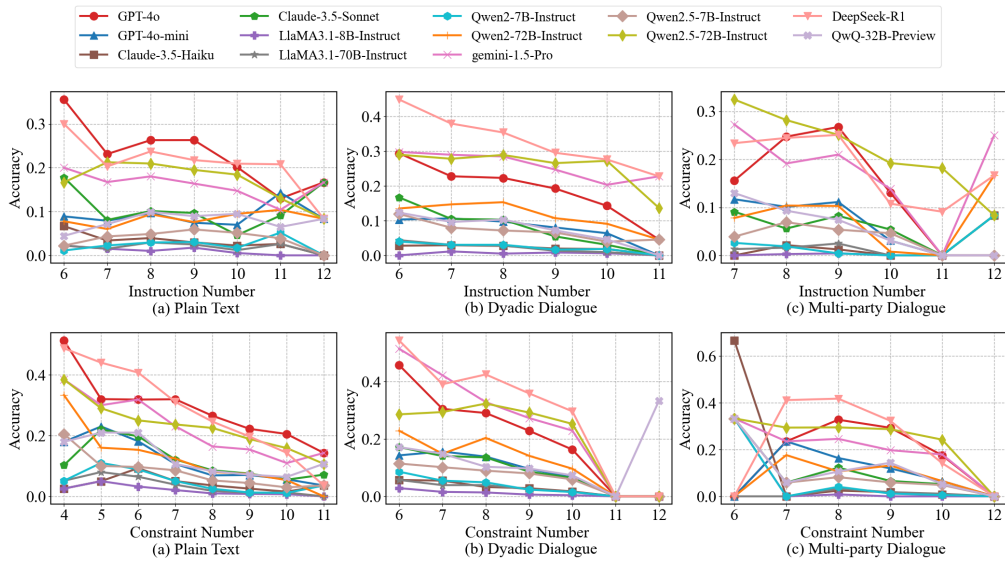 GPT-4o Claude-3.5-Sonnet Qwen2-7B-Instruct Qwen2.5-7B-Instruct DeepSeek-R1
GPT-4o-mini LlaMA3.1-8B-Instruct Qwen2-72B-Instruct Qwen2.5-72B-Instruct QwQ-32B-Preview
Claude-3.5-Haiku LlaMA3.1-70B-Instruct gemini-1.5-Pro
Accuracy
0.3
0.2
0.1
0.0
6 7 8 9 10 11 12
Instruction Number
(a) Plain Text
Accuracy
0.5
0.4
0.3
0.2
0.1
0.0
6 7 8 9 10 11
Instruction Number
(b) Dyadic Dialogue
Accuracy
0.3
0.2
0.1
0.0
7 8 9 10 11 12
Instruction Number
(c) Multi-party Dialogue
Accuracy
0.4
0.2
0.0
4 5 6 7 8 9 10 11
Constraint Number
(a) Plain Text
Accuracy
0.4
0.2
0.0
6 7 8 9 10 11 12
Constraint Number
(b) Dyadic Dialogue
Accuracy
0.6
0.4
0.2
0.0
6 7 8 9 10 11 12
Constraint Number
(c) Multi-party Dialogue